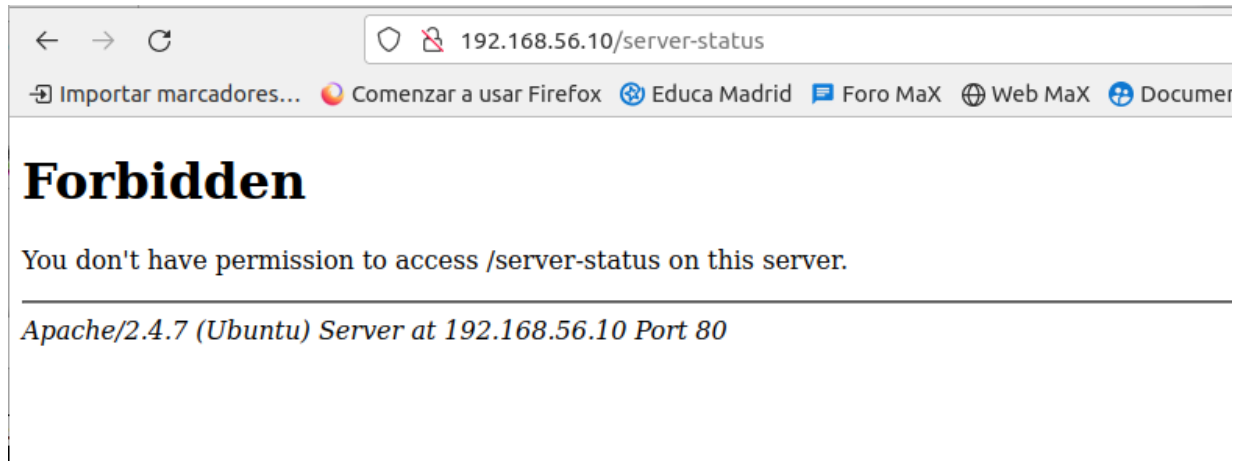 192.168.56.10/server-status
Importar marcadores... Comenzar a usar Firefox Educa Madrid Foro MaX Web MaX Documer
Forbidden
You don't have permission to access /server-status on this server.
Apache/2.4.7 (Ubuntu) Server at 192.168.56.10 Port 80